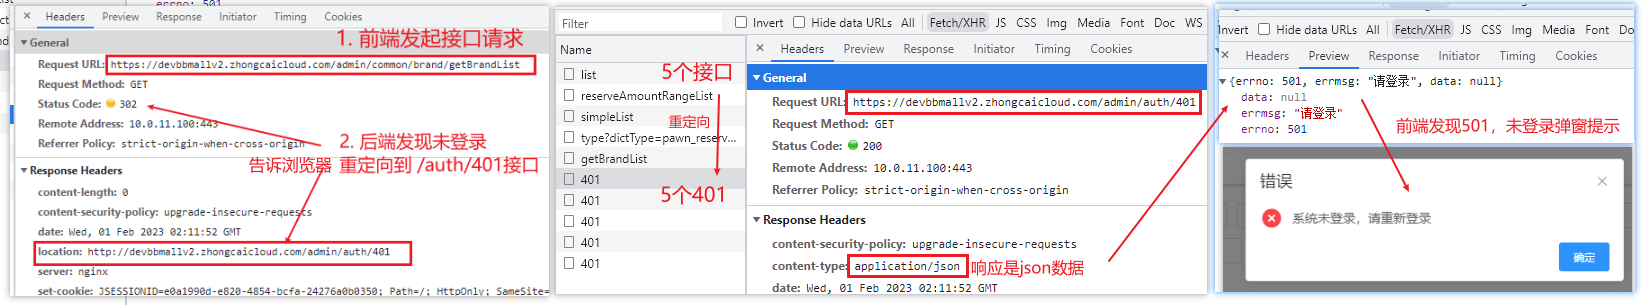 errno: 501
× Headers Preview Response Initiator Timing Cookies
▼ General
1. 前端发起接口请求
Request URL: https://devbbmallv2.zhongcaicloud.com/admin/common/brand/getBrandList
Request Method: GET
Status Code: 302
Remote Address: 10.0.11.100:443
2. 后端发现未登录
Referrer Policy: strict-origin-when-cross-origin
告诉浏览器 重定向到 /auth/401接口
▼ Response Headers
content-length: 0
content-security-policy: upgrade-insecure-requests
date: Wed, 01 Feb 2023 02:11:52 GMT
location: http://devbbmallv2.zhongcaicloud.com/admin/auth/401
server: nginx
set-cookie: JSESSIONID=e0a1990d-e820-4854-bcfa-24276a0b0350; Path=/; HttpOnly; SameSite=
Filter Invert Hide data URLs All Fetch/XHR JS CSS Img Media Font Doc WS
Name
list
reserveAmountRangeList
simpleList
type?dictType=pawn_reserv...
getBrandList
401
401
401
401
401
5个接口
重定向
5个401
× Headers Preview Response Initiator Timing Cookies
▼ General
Request URL: https://devbbmallv2.zhongcaicloud.com/admin/auth/401
Request Method: GET
Status Code: 200
Remote Address: 10.0.11.100:443
Referrer Policy: strict-origin-when-cross-origin
▼ Response Headers
content-security-policy: upgrade-insecure-requests
content-type: application/json 响应是json数据
date: Wed, 01 Feb 2023 02:11:52 GMT
Invert Hide data URLs All Fetch/XHR JS CSS Img Media Font Doc
× Headers Preview Response Initiator Timing Cookies
▼{errno: 501, errmsg: "请登录", data: null}
data: null
errmsg: "请登录"
errno: 501
前端发现501，未登录弹窗提示
错误 ×
系统未登录，请重新登录
确定